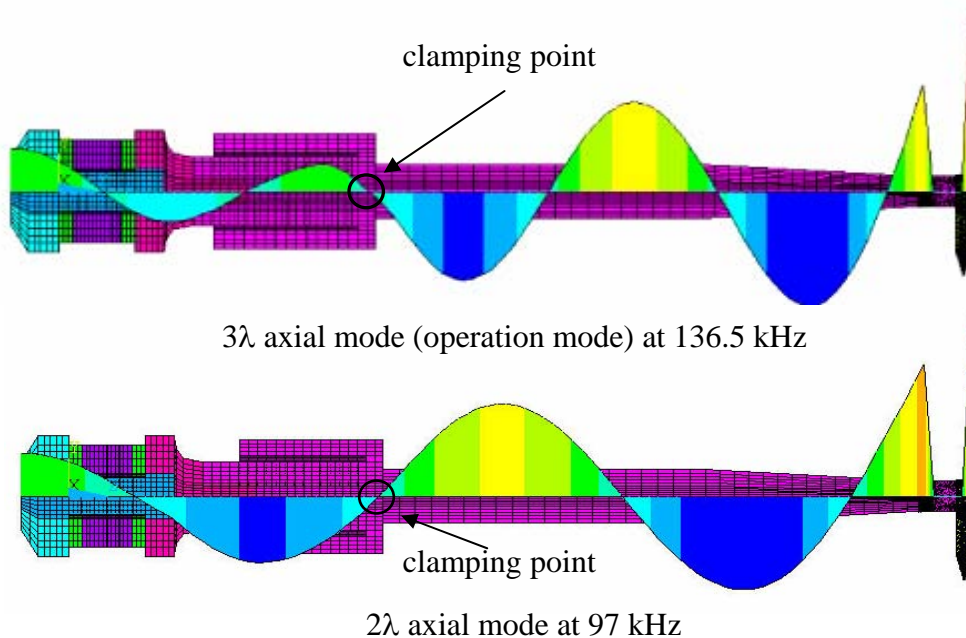 clamping point
X
3λ axial mode (operation mode) at 136.5 kHz
X
clamping point
2λ axial mode at 97 kHz